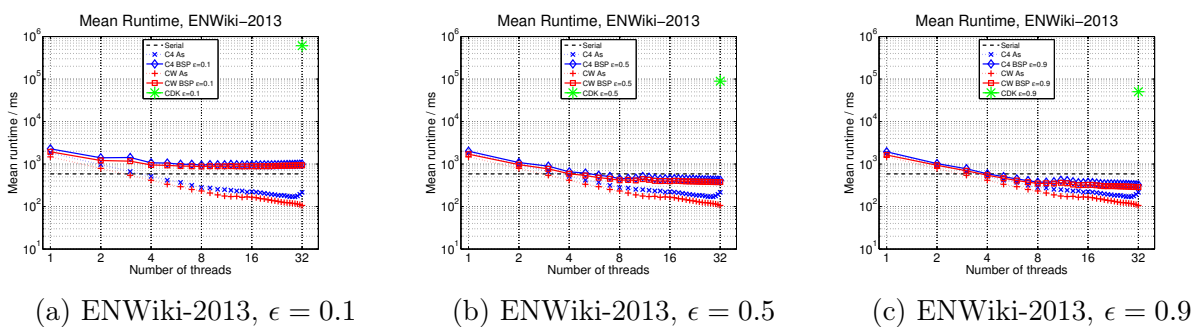 Mean Runtime, ENWiki−2013
10^6
10^5
10^4
10^3
10^2
10^1
Mean runtime / ms
Serial
C4 As
C4 BSP ε=0.1
CW As
CW BSP ε=0.1
CDK ε=0.1
1 2 4 8 16 32
Number of threads
(a) ENWiki-2013, ϵ = 0.1
Mean Runtime, ENWiki−2013
10^6
10^5
10^4
10^3
10^2
10^1
Mean runtime / ms
Serial
C4 As
C4 BSP ε=0.5
CW As
CW BSP ε=0.5
CDK ε=0.5
1 2 4 8 16 32
Number of threads
(b) ENWiki-2013, ϵ = 0.5
Mean Runtime, ENWiki−2013
10^6
10^5
10^4
10^3
10^2
10^1
Mean runtime / ms
Serial
C4 As
C4 BSP ε=0.9
CW As
CW BSP ε=0.9
CDK ε=0.9
1 2 4 8 16 32
Number of threads
(c) ENWiki-2013, ϵ = 0.9